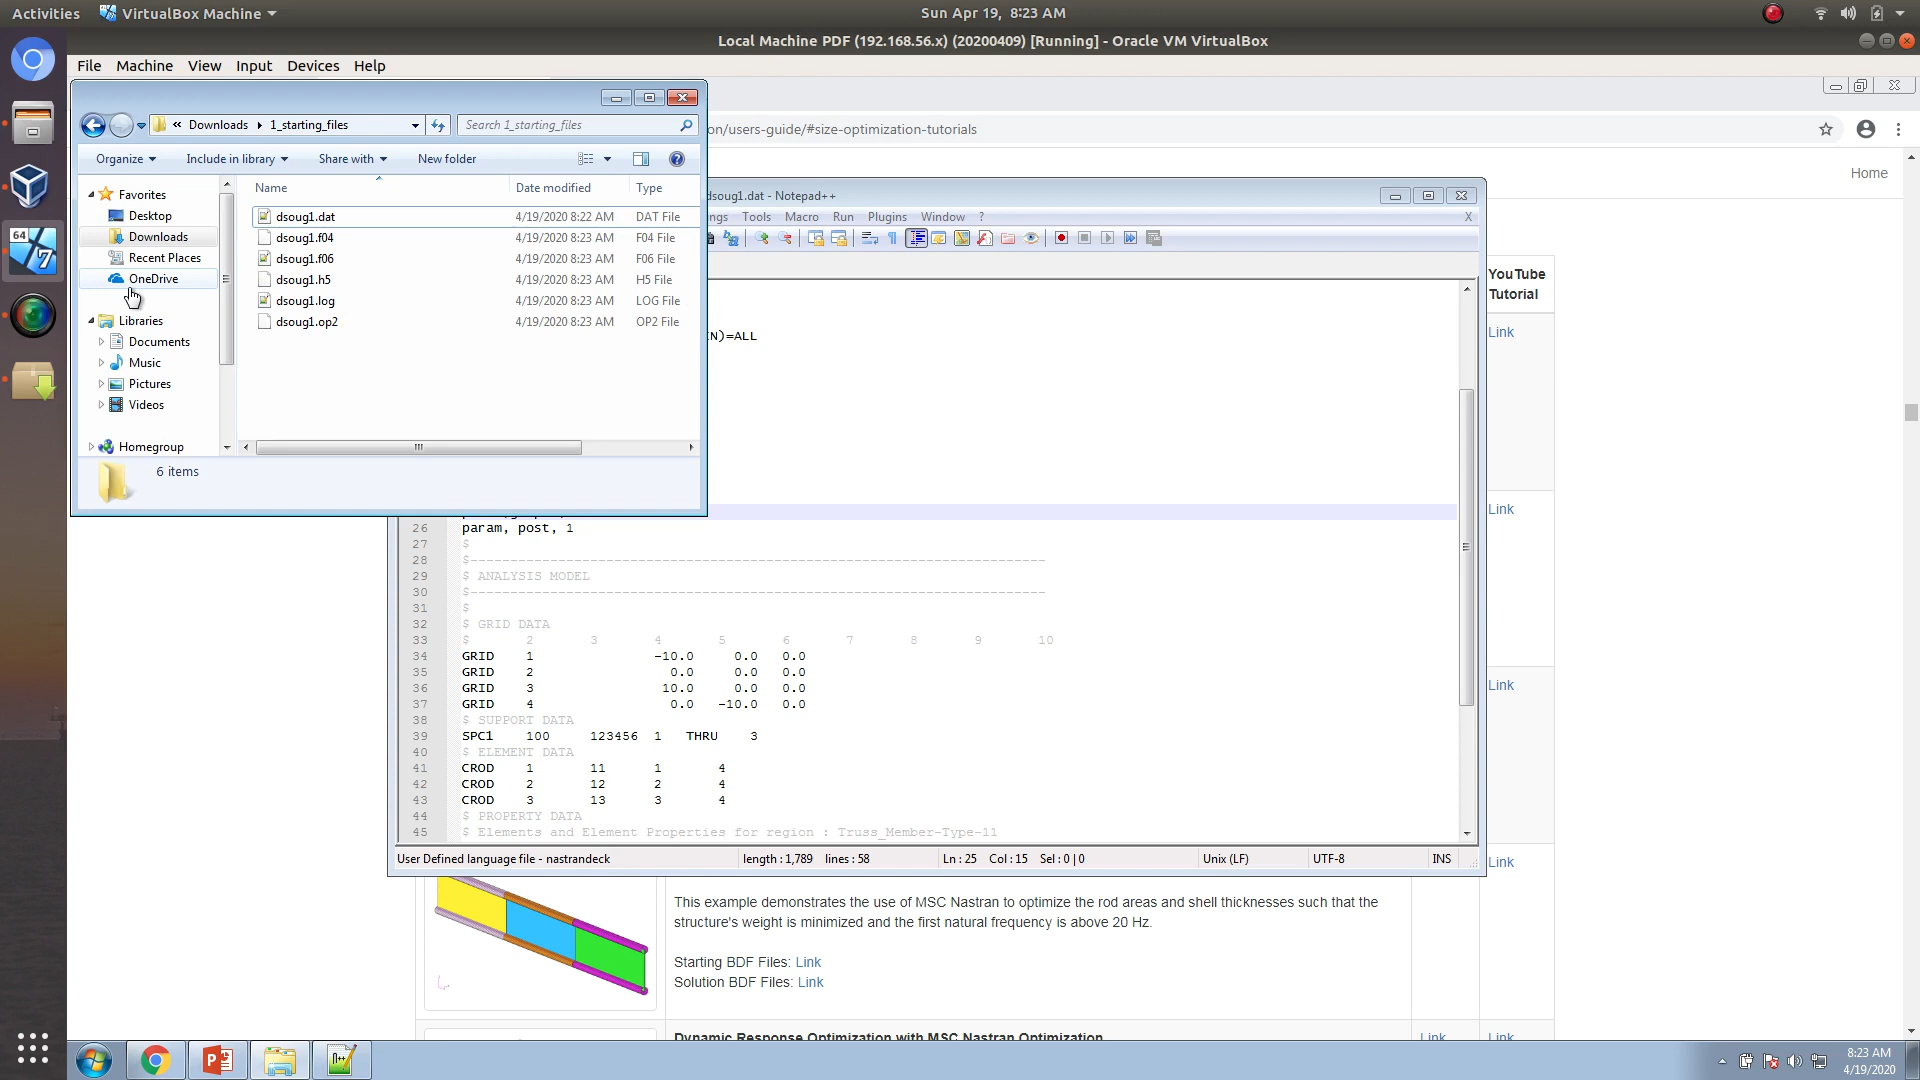 Activities
VirtualBox Machine
Sun Apr 19, 8:23 AM
Local Machine PDF (192.168.56.x) (20200409) [Running] - Oracle VM VirtualBox
File Machine View Input Devices Help
« Downloads 1_starting_files
Search 1_starting_files
Organize Include in library Share with New folder
Favorites
Desktop
Downloads
Recent Places
OneDrive
Libraries
Documents
Music
Pictures
Videos
Homegroup
Name Date modified Type
dsoug1.dat 4/19/2020 8:22 AM DAT File
dsoug1.f04 4/19/2020 8:23 AM F04 File
dsoug1.f06 4/19/2020 8:23 AM F06 File
dsoug1.h5 4/19/2020 8:23 AM H5 File
dsoug1.log 4/19/2020 8:23 AM LOG File
dsoug1.op2 4/19/2020 8:23 AM OP2 File
6 items
on/users-guide/#size-optimization-tutorials
Home
dsoug1.dat - Notepad++
ngs Tools Macro Run Plugins Window ? X
N)=ALL
26 param, post, 1
27 $
28 $------------------------------------------------------------------------
29 $ ANALYSIS MODEL
30 $------------------------------------------------------------------------
31 $
32 $ GRID DATA
33 $ 2 3 4 5 6 7 8 9 10
34 GRID 1 -10.0 0.0 0.0
35 GRID 2 0.0 0.0 0.0
36 GRID 3 10.0 0.0 0.0
37 GRID 4 0.0 -10.0 0.0
38 $ SUPPORT DATA
39 SPC1 100 123456 1 THRU 3
40 $ ELEMENT DATA
41 CROD 1 11 1 4
42 CROD 2 12 2 4
43 CROD 3 13 3 4
44 $ PROPERTY DATA
45 $ Elements and Element Properties for region : Truss_Member-Type-11
User Defined language file - nastrandeck length : 1,789 lines : 58 Ln : 25 Col : 15 Sel : 0 | 0 Unix (LF) UTF-8 INS
YouTube
Tutorial
Link
Link
Link
Link
This example demonstrates the use of MSC Nastran to optimize the rod areas and shell thicknesses such that the
structure's weight is minimized and the first natural frequency is above 20 Hz.
Starting BDF Files: Link
Solution BDF Files: Link
Dynamic Response Optimization with MSC Nastran Optimization
Link Link
64
8:23 AM
4/19/2020